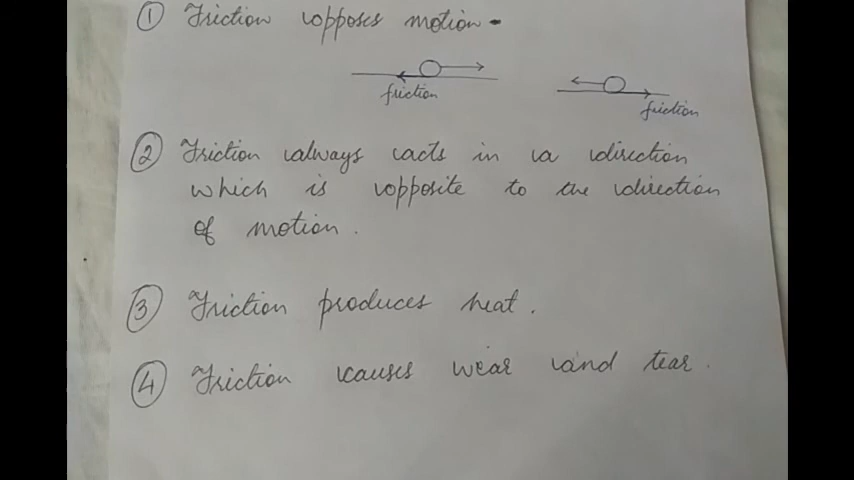 ① Friction opposes motion.
friction
friction
② Friction always acts in a direction
which is opposite to the direction
of motion.
③ Friction produces heat.
④ Friction causes wear and tear.